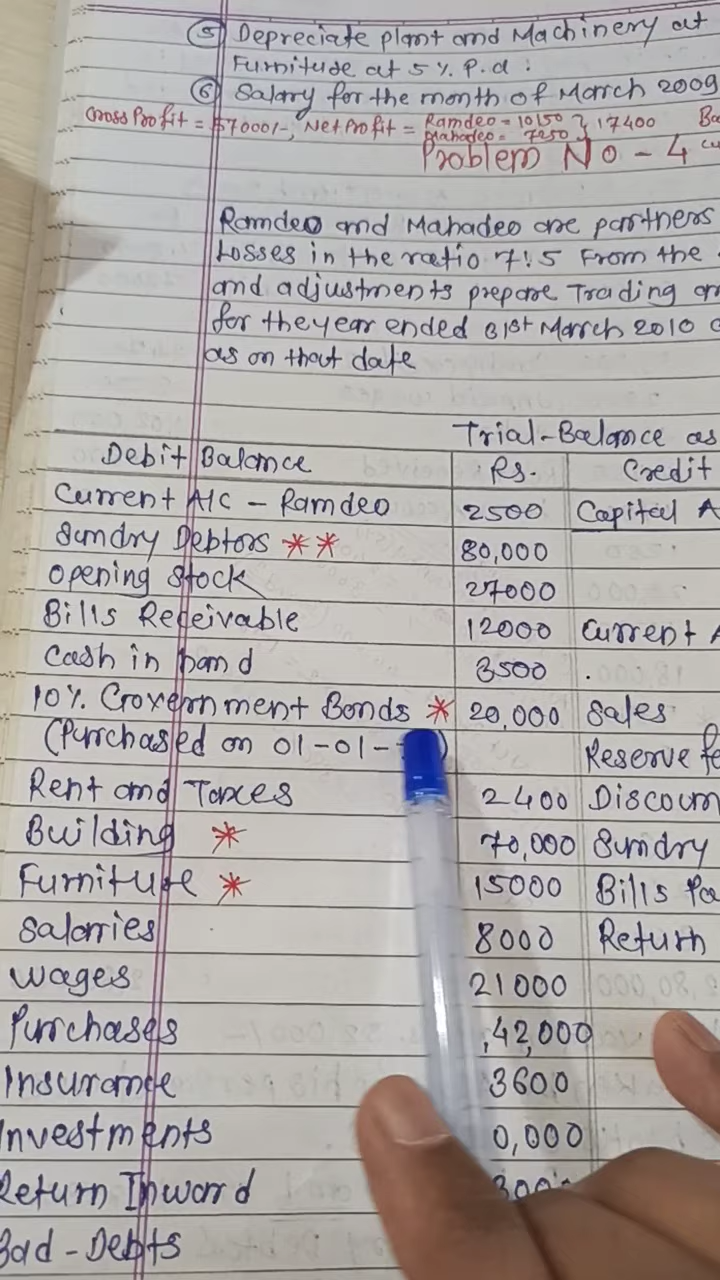 5 Depreciate plant and Machinery at
Furniture at 5 % P.a :
6 Salary for the month of March 2009
Gross Profit = 57000/-, Net Profit = Ramdeo = 10150
Mahadeo = 7250
17400
Problem NO - 4
Ramdeo and Mahadeo are partners
Losses in the ratio 7:5 From the
and adjustments prepare Trading
for the year ended 31st March 2010
as on that date
Trial-Balance as
Debit Balance Rs. Credit
Current A/C - Ramdeo 2500 Capital A
Sundry Debtors ** 80,000
Opening Stock 27000
Bills Receivable 12000 Current A
Cash in hand 3500
10% Government Bonds * 20,000 Sales
(Purchased on 01-01- Reserve
Rent and Taxes 2400 Discoun
Building * 70,000 Sundry
Furniture * 15000 Bills Pa
Salaries 8000 Return
Wages 21000
Purchases ,42,000
Insurance 3600
Investments 0,000
Return Inward
Bad-Debts